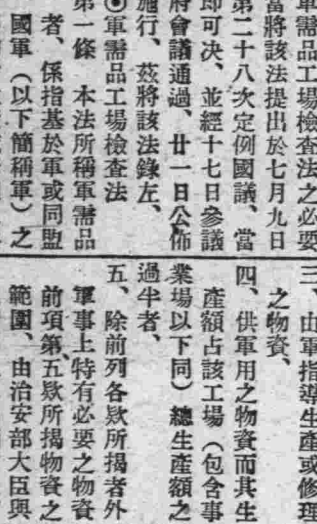 軍需品工場檢査法之必要
當將該法提出於七月九日
第二十八次定例國議、當
卽可决、並經十七日參議
將會議通過、廿一日公佈
施行、茲將該法錄左、
◉軍需品工場檢查法
第一條 本法所稱軍需品
者、係指基於軍或同盟
國軍（以下簡稱軍）之
三、由軍指導生產或修理
之物資、
四、供軍用之物資而其生
產額占該工場（包含事
業場以下同）總生產額之
過半者、
五、除前列各欵所揭者外
軍事上特有必要之物資
前項第五欵所揭物資之
範圍、由治安部大臣與